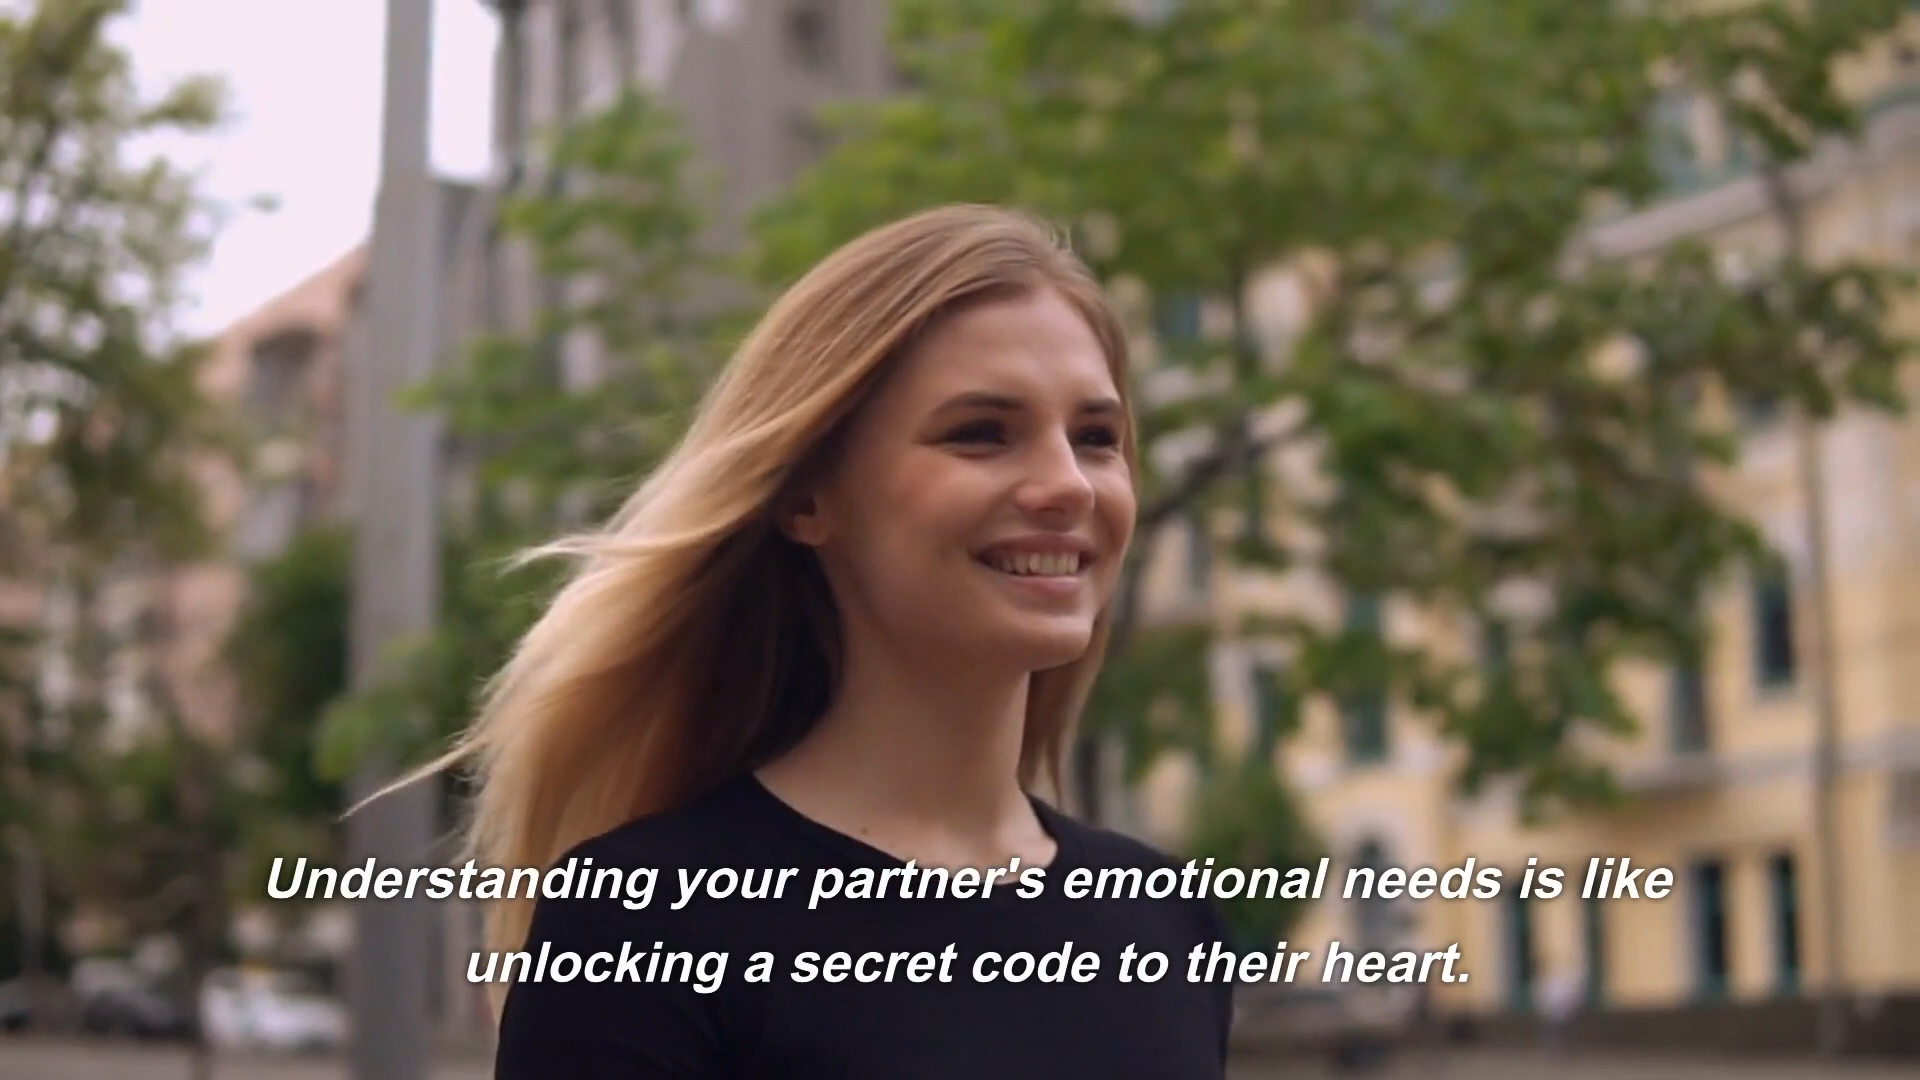 Understanding your partner's emotional needs is like
unlocking a secret code to their heart.